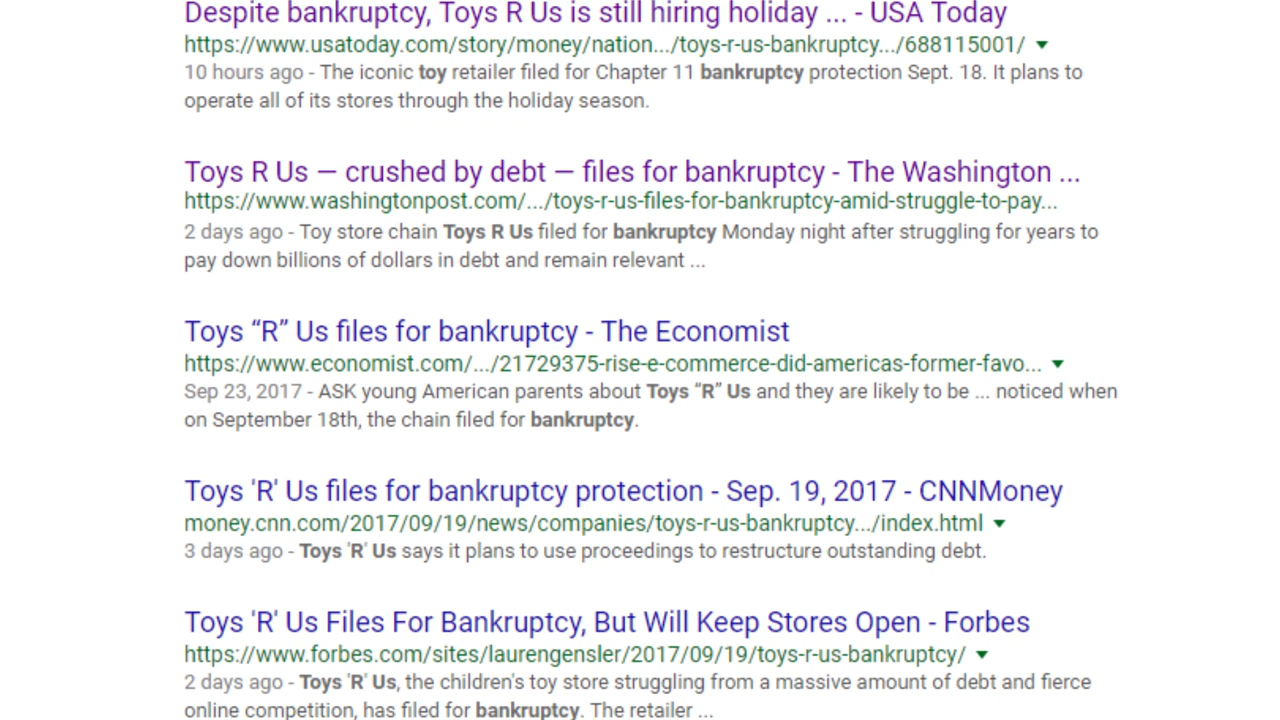 Despite bankruptcy, Toys R Us is still hiring holiday ... - USA Today
https://www.usatoday.com/story/money/nation.../toys-r-us-bankruptcy.../688115001/
10 hours ago - The iconic toy retailer filed for Chapter 11 bankruptcy protection Sept. 18. It plans to
operate all of its stores through the holiday season.
Toys R Us — crushed by debt — files for bankruptcy - The Washington ...
https://www.washingtonpost.com/.../toys-r-us-files-for-bankruptcy-amid-struggle-to-pay...
2 days ago - Toy store chain Toys R Us filed for bankruptcy Monday night after struggling for years to
pay down billions of dollars in debt and remain relevant ...
Toys “R” Us files for bankruptcy - The Economist
https://www.economist.com/.../21729375-rise-e-commerce-did-americas-former-favo...
Sep 23, 2017 - ASK young American parents about Toys “R” Us and they are likely to be ... noticed when
on September 18th, the chain filed for bankruptcy.
Toys 'R' Us files for bankruptcy protection - Sep. 19, 2017 - CNNMoney
money.cnn.com/2017/09/19/news/companies/toys-r-us-bankruptcy.../index.html
3 days ago - Toys 'R' Us says it plans to use proceedings to restructure outstanding debt.
Toys 'R' Us Files For Bankruptcy, But Will Keep Stores Open - Forbes
https://www.forbes.com/sites/laurengensler/2017/09/19/toys-r-us-bankruptcy/
2 days ago - Toys 'R' Us, the children's toy store struggling from a massive amount of debt and fierce
online competition, has filed for bankruptcy. The retailer ...